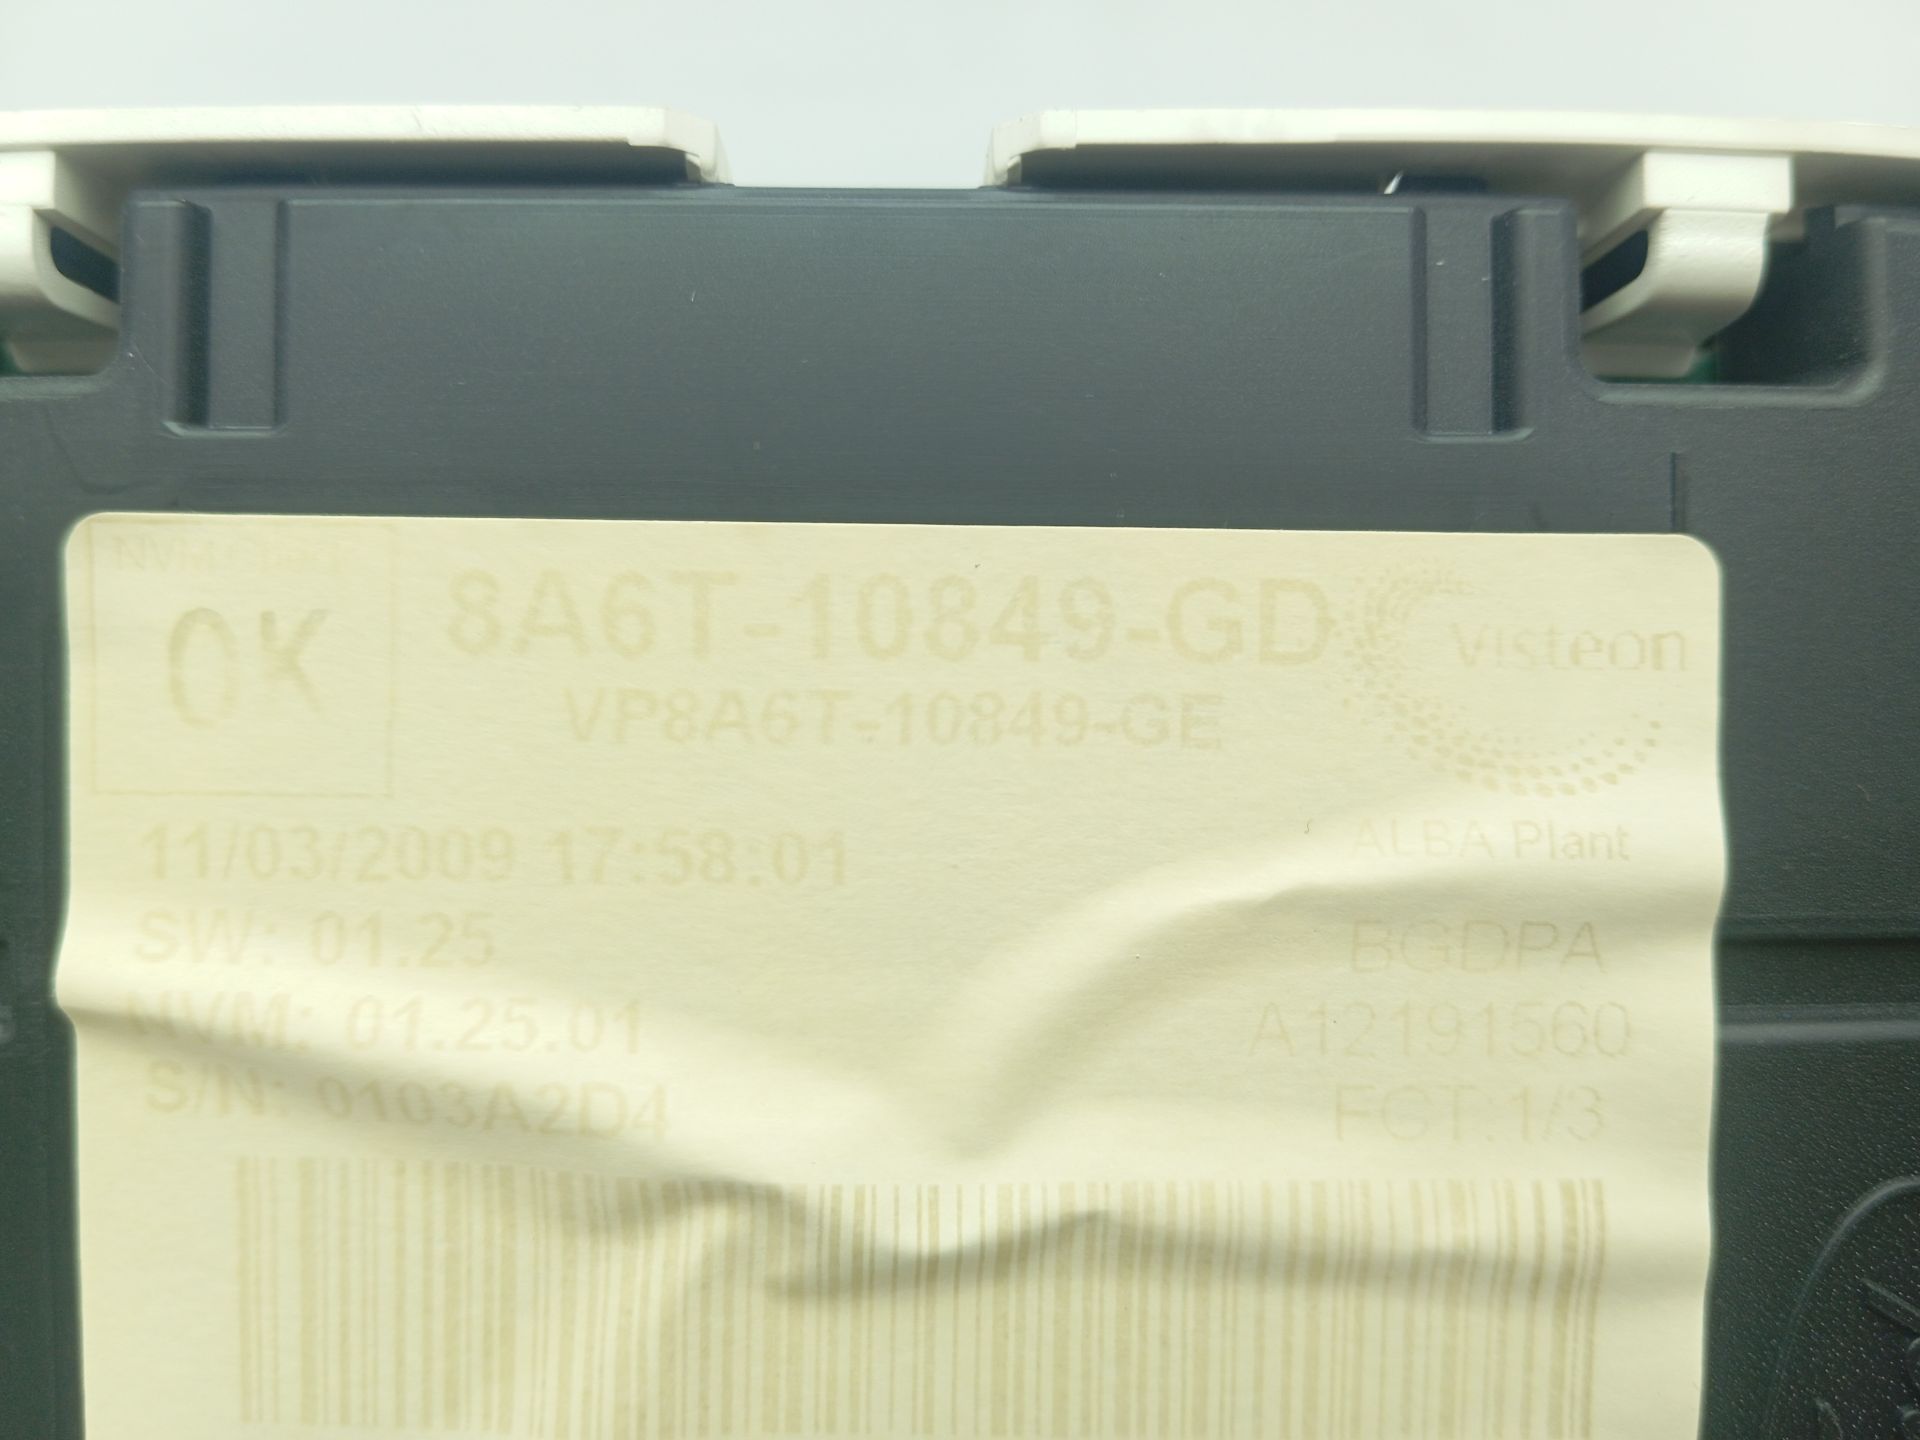 OK
8A6T-10849-GD
VP8A6T-10849-GE
Visteon
11/03/2009 17:58:01
ALBA Plant
SW: 01.25
BGDPA
NVM: 01.25.01
A12191560
S/N: 0103A2D4
FCT:1/3